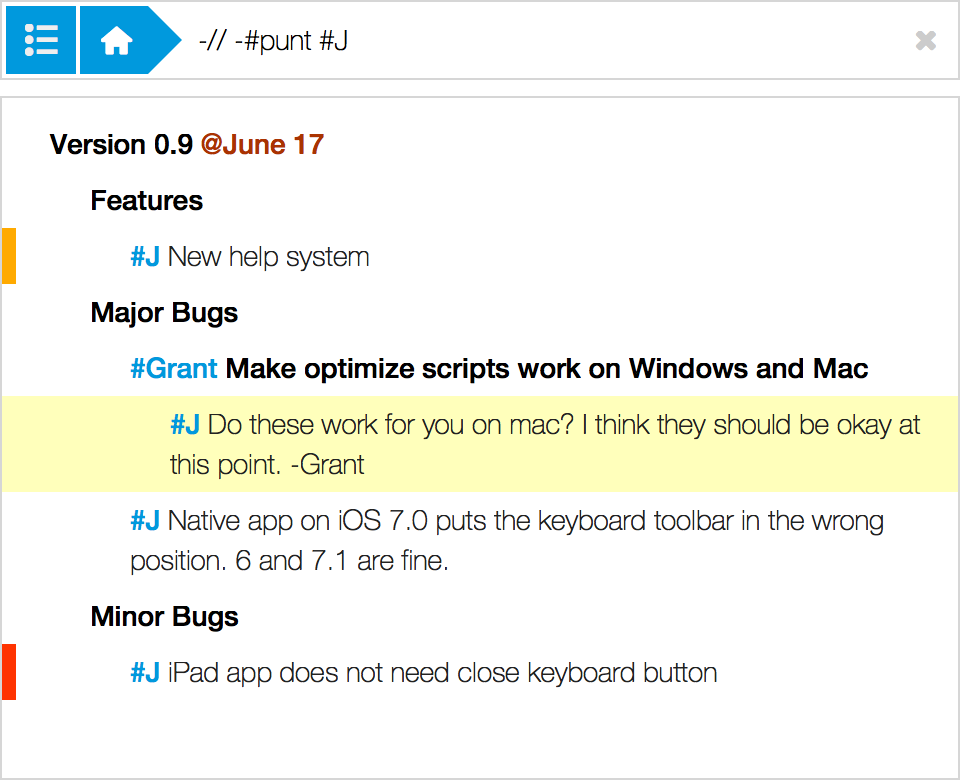 -// -#punt #J
Version 0.9 @June 17
Features
#J New help system
Major Bugs
#Grant Make optimize scripts work on Windows and Mac
#J Do these work for you on mac? I think they should be okay at
this point. -Grant
#J Native app on iOS 7.0 puts the keyboard toolbar in the wrong
position. 6 and 7.1 are fine.
Minor Bugs
#J iPad app does not need close keyboard button